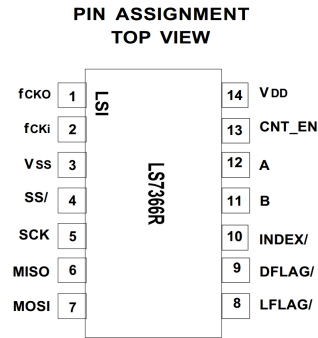 PIN ASSIGNMENT
TOP VIEW
fCKO 1 LSI 14 VDD
fCKi 2 13 CNT_EN
VSS 3 12 A
SS/ 4 LS7366R 11 B
SCK 5 10 INDEX/
MISO 6 9 DFLAG/
MOSI 7 8 LFLAG/